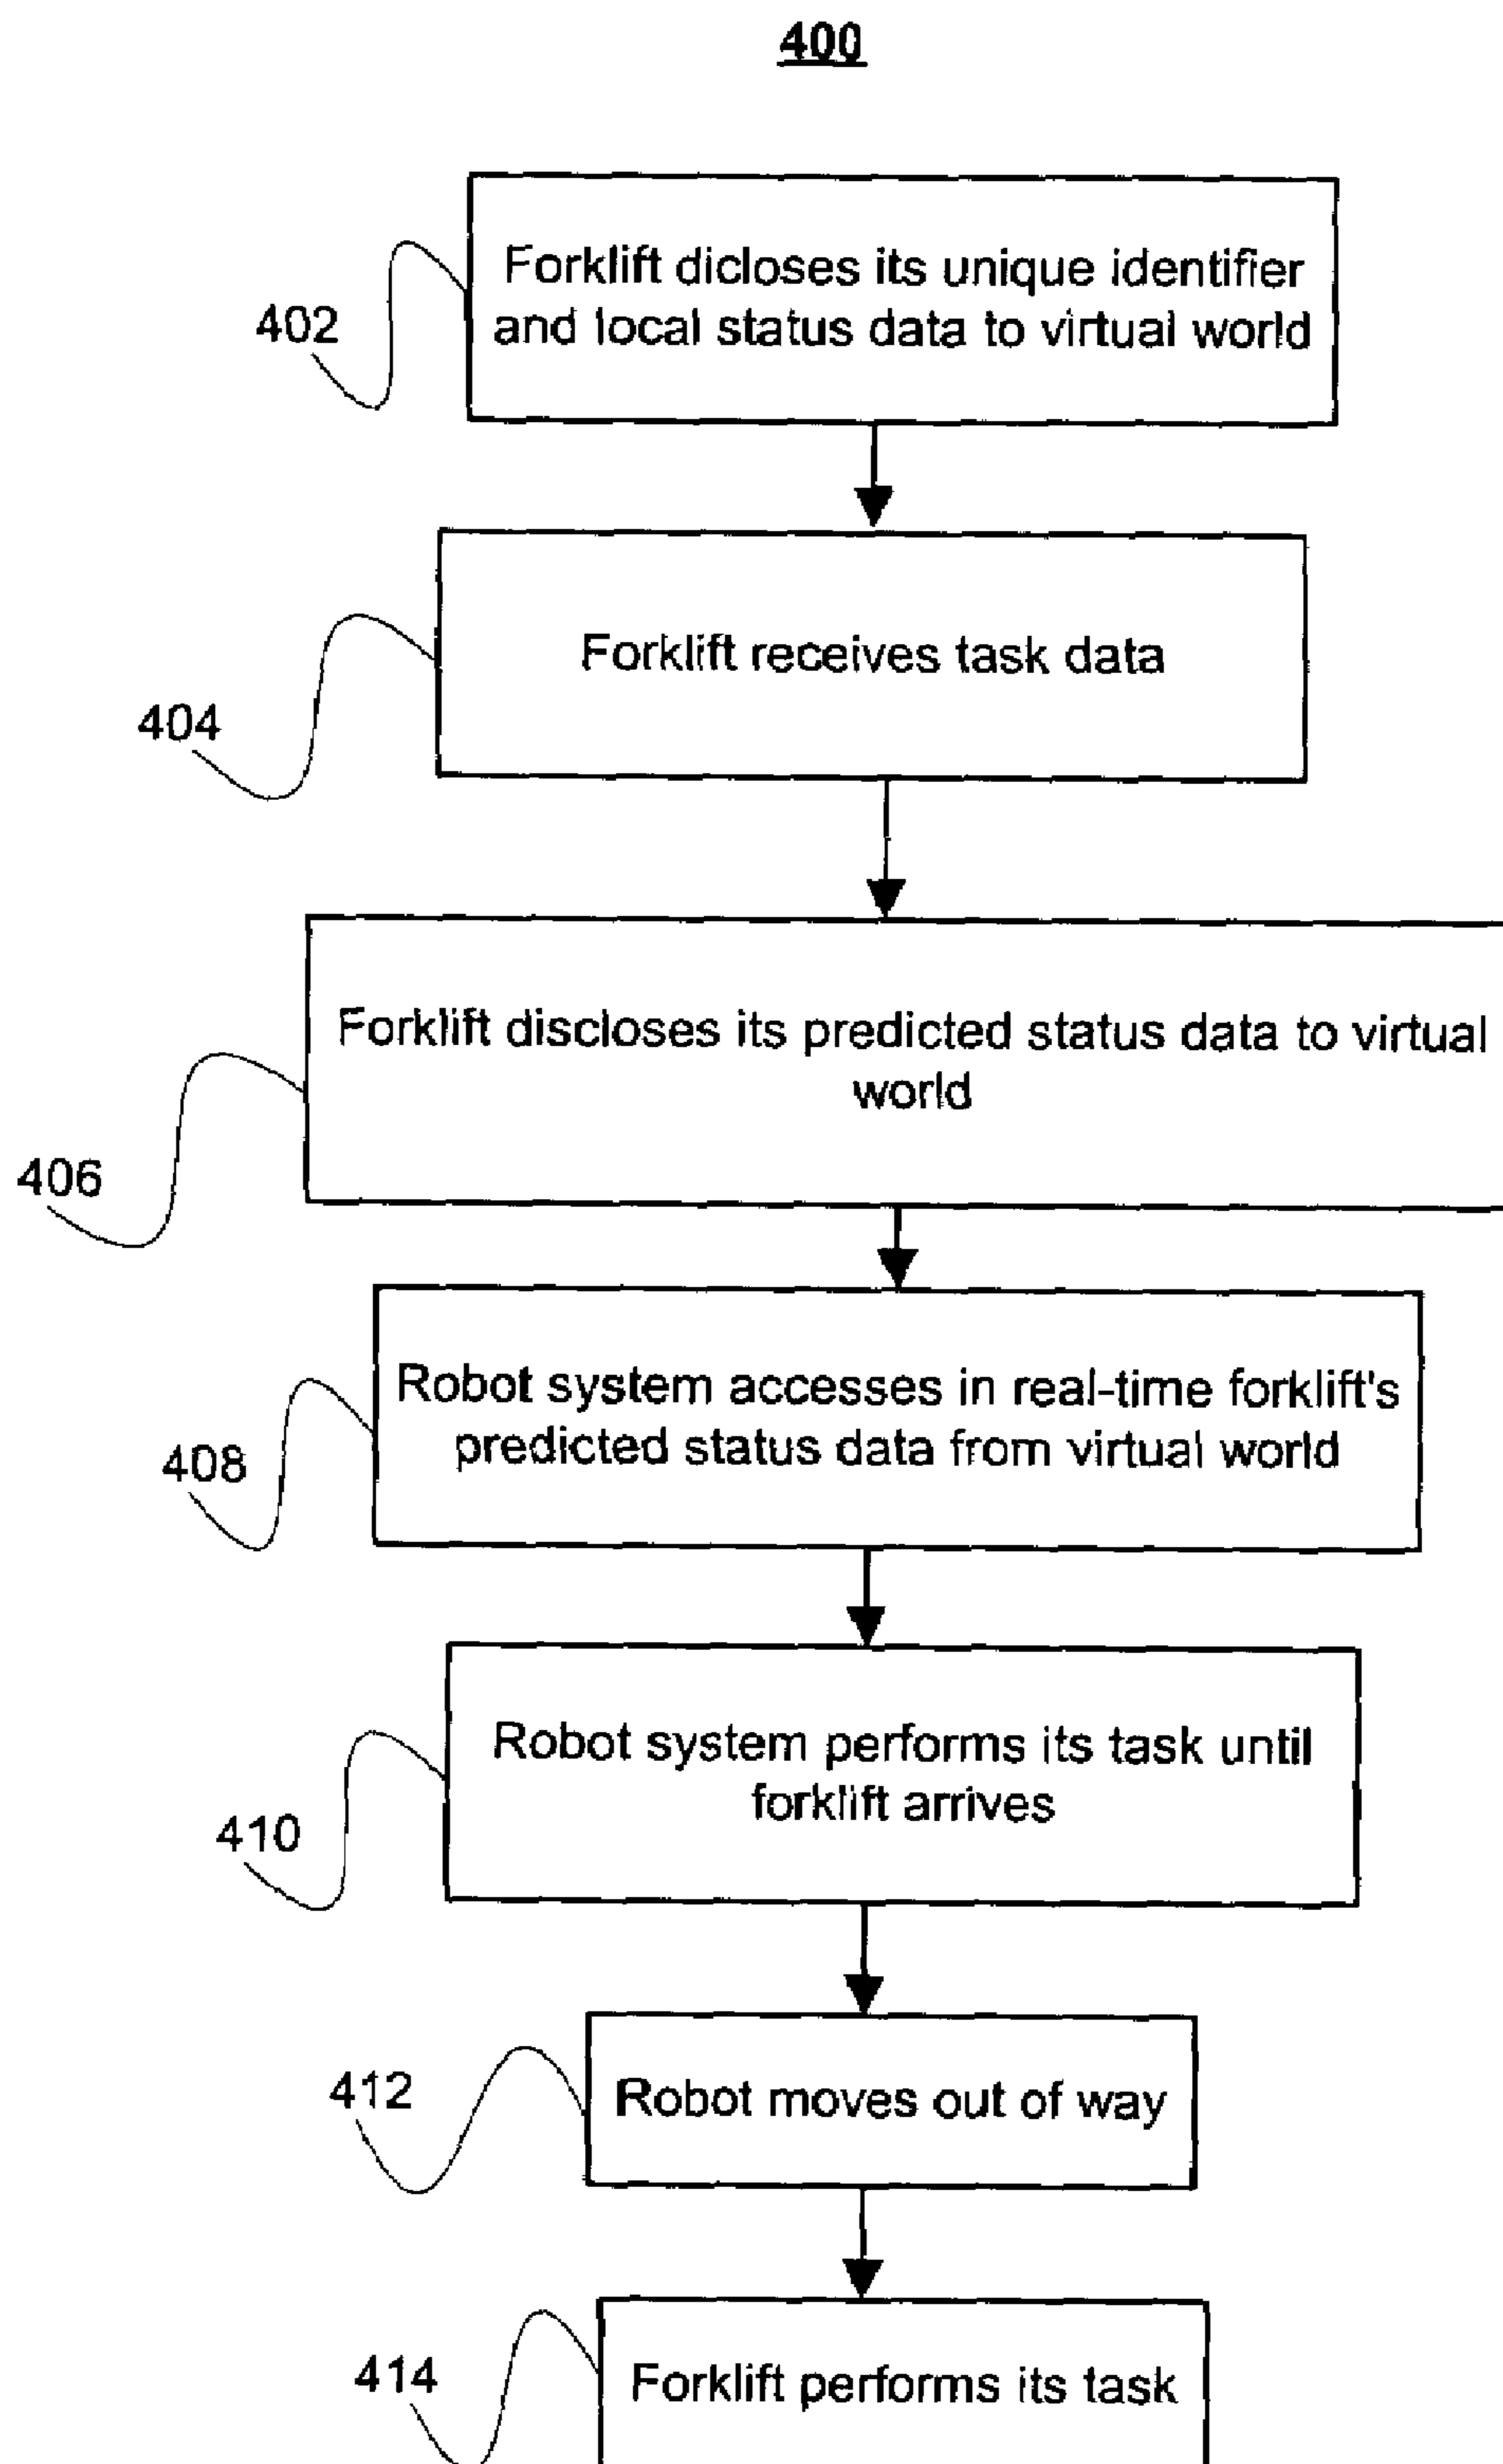 400
Forklift dicloses its unique identifier
and local status data to virtual world
402
Forklift receives task data
404
Forklift discloses its predicted status data to virtual
world
406
Robot system accesses in real-time forklift's
predicted status data from virtual world
408
Robot system performs its task until
forklift arrives
410
Robot moves out of way
412
Forklift performs its task
414